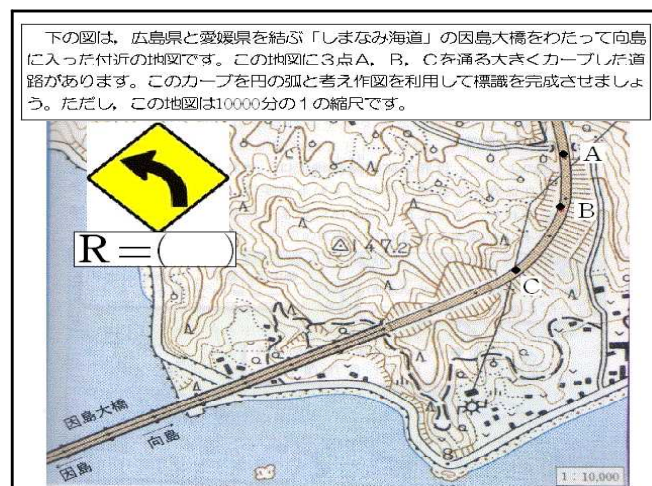 下の図は，広島県と愛媛県を結ぶ「しまなみ海道」の因島大橋をわたって向島
に入った付近の地図です。この地図に３点Ａ，Ｂ，Ｃを通る大きくカーブした道
路があります。このカーブを円の弧と考え作図を利用して標識を完成させましょ
う。ただし，この地図は10000分の１の縮尺です。
A
B
R＝(　　)
147.2
C
因島大橋
向島
因島
1：10,000